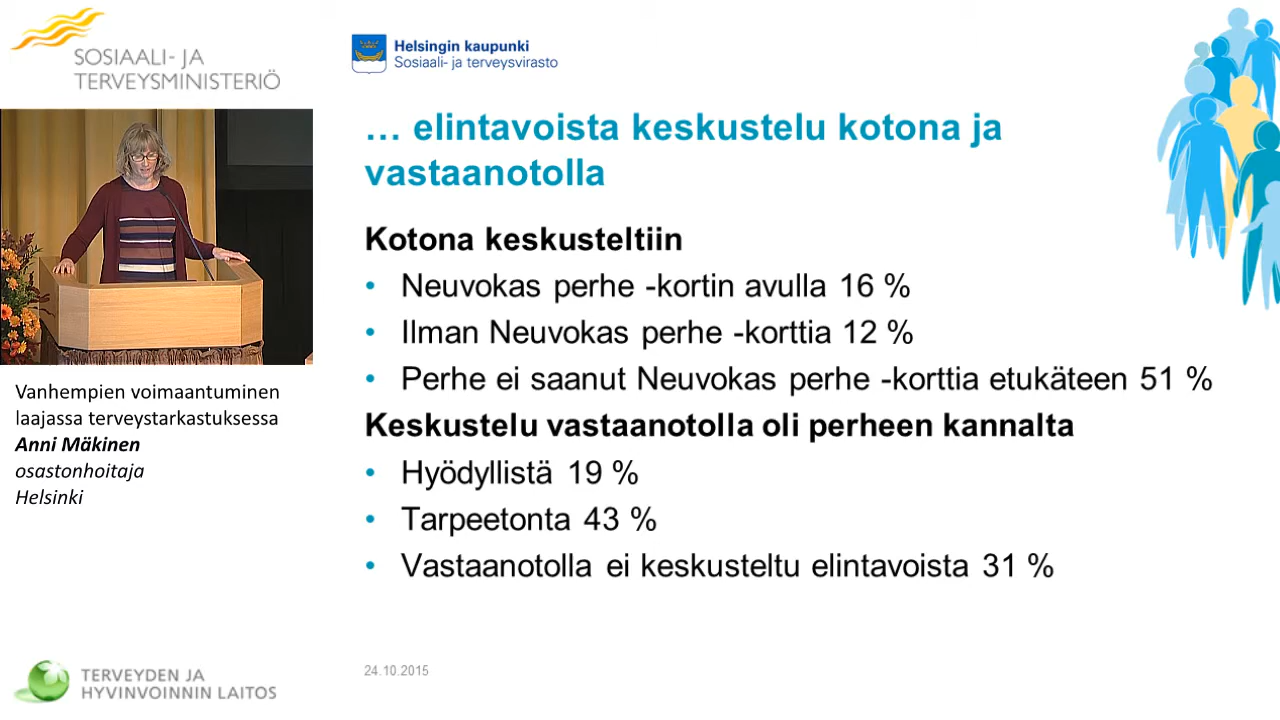 SOSIAALI- JA
TERVEYSMINISTERIÖ
Helsingin kaupunki
Sosiaali- ja terveysvirasto
… elintavoista keskustelu kotona ja
vastaanotolla
Kotona keskusteltiin
• Neuvokas perhe -kortin avulla 16 %
• Ilman Neuvokas perhe -korttia 12 %
• Perhe ei saanut Neuvokas perhe -korttia etukäteen 51 %
Keskustelu vastaanotolla oli perheen kannalta
• Hyödyllistä 19 %
• Tarpeetonta 43 %
• Vastaanotolla ei keskusteltu elintavoista 31 %
Vanhempien voimaantuminen
laajassa terveystarkastuksessa
Anni Mäkinen
osastonhoitaja
Helsinki
TERVEYDEN JA
HYVINVOINNIN LAITOS
24.10.2015